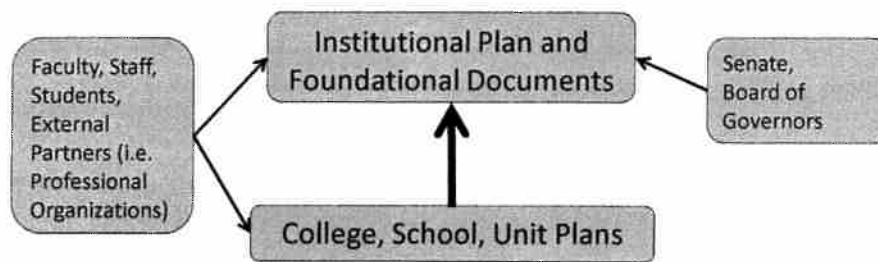 Faculty, Staff,
Students,
External
Partners (i.e.
Professional
Organizations)
Institutional Plan and
Foundational Documents
Senate,
Board of
Governors
College, School, Unit Plans